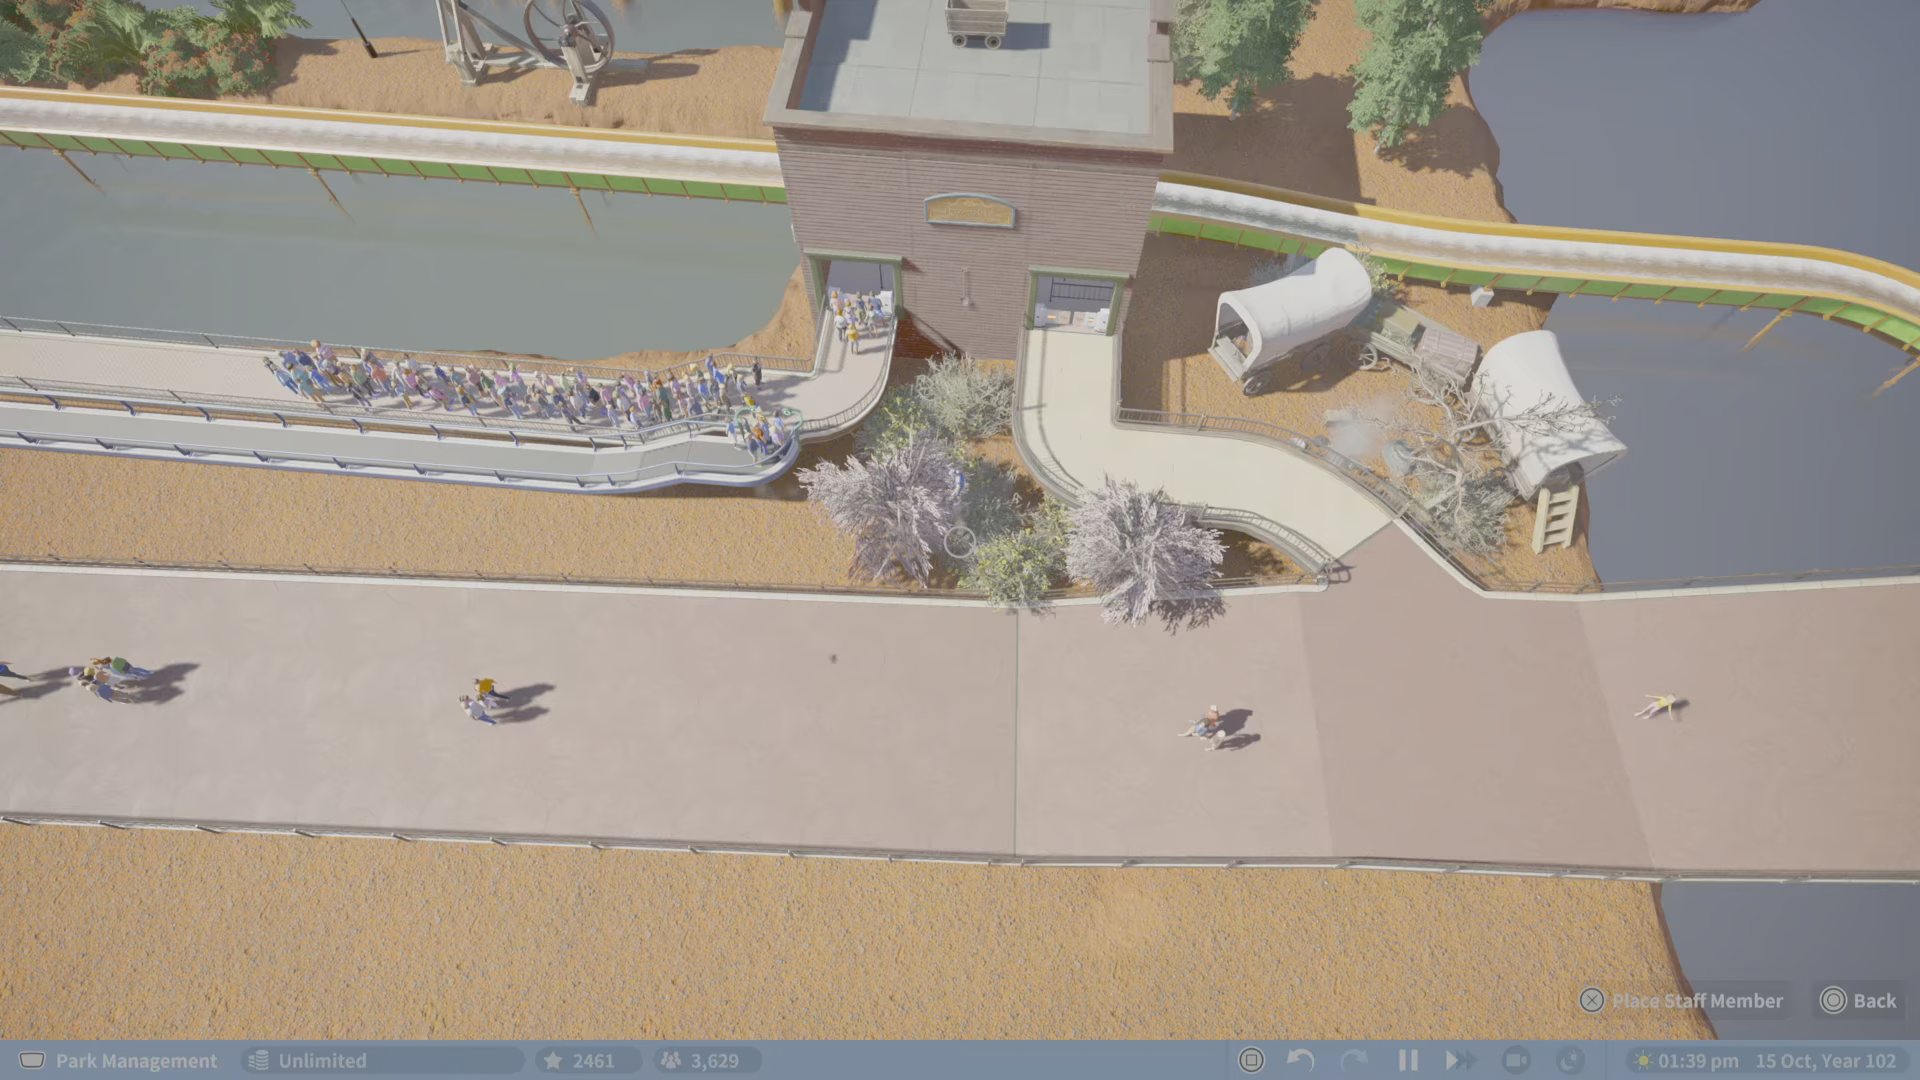 Place Staff Member
Back
Park Management
Unlimited
2461
3,629
01:39 pm
15 Oct, Year 102